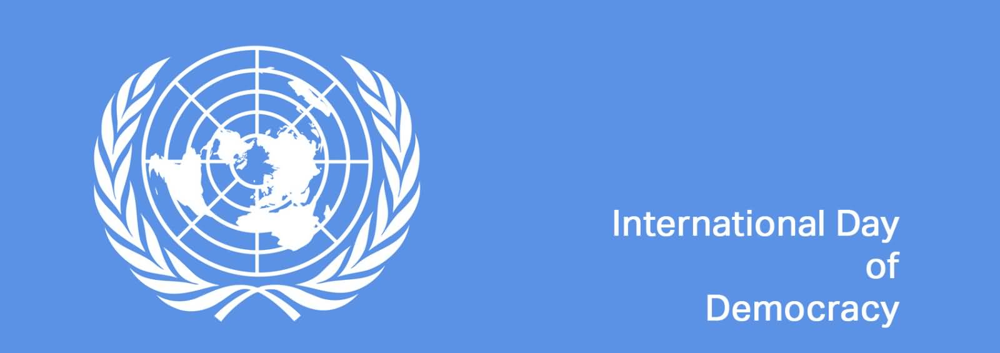 International Day
of
Democracy